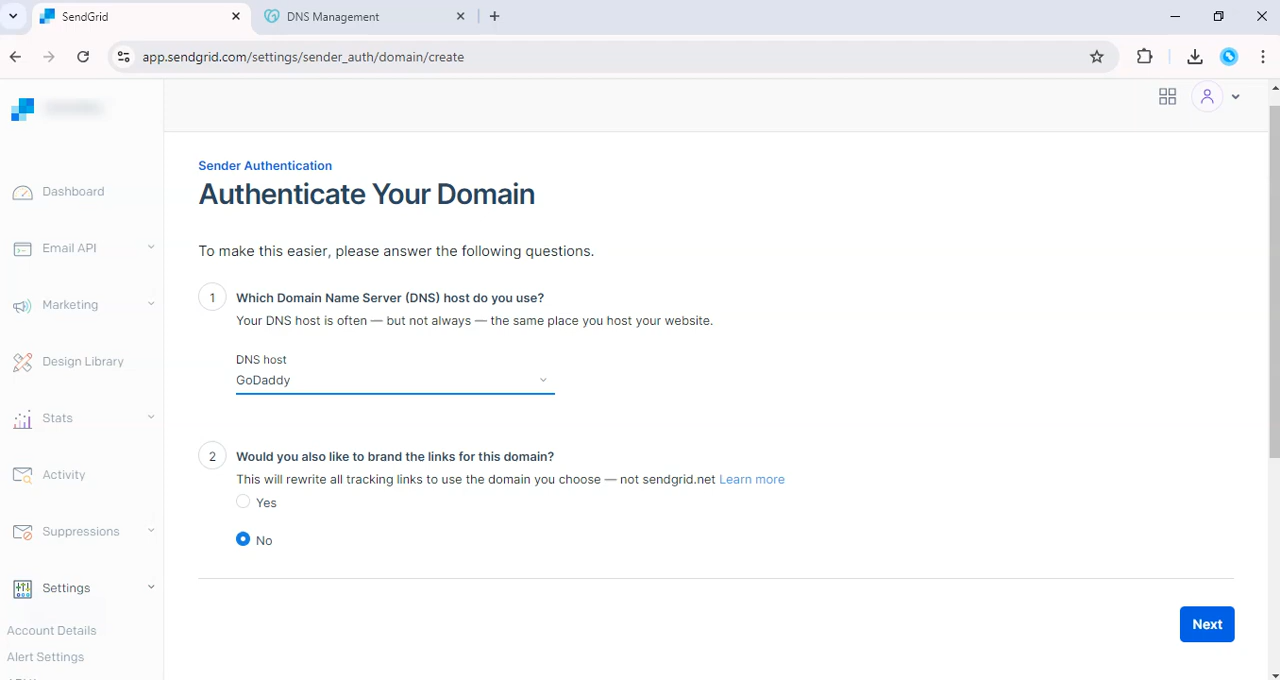 SendGrid
DNS Management
app.sendgrid.com/settings/sender_auth/domain/create
Dashboard
Email API
Marketing
Design Library
Stats
Activity
Suppressions
Settings
Account Details
Alert Settings
Sender Authentication
Authenticate Your Domain
To make this easier, please answer the following questions.
1 Which Domain Name Server (DNS) host do you use?
Your DNS host is often — but not always — the same place you host your website.
DNS host
GoDaddy
2 Would you also like to brand the links for this domain?
This will rewrite all tracking links to use the domain you choose — not sendgrid.net Learn more
Yes
No
Next